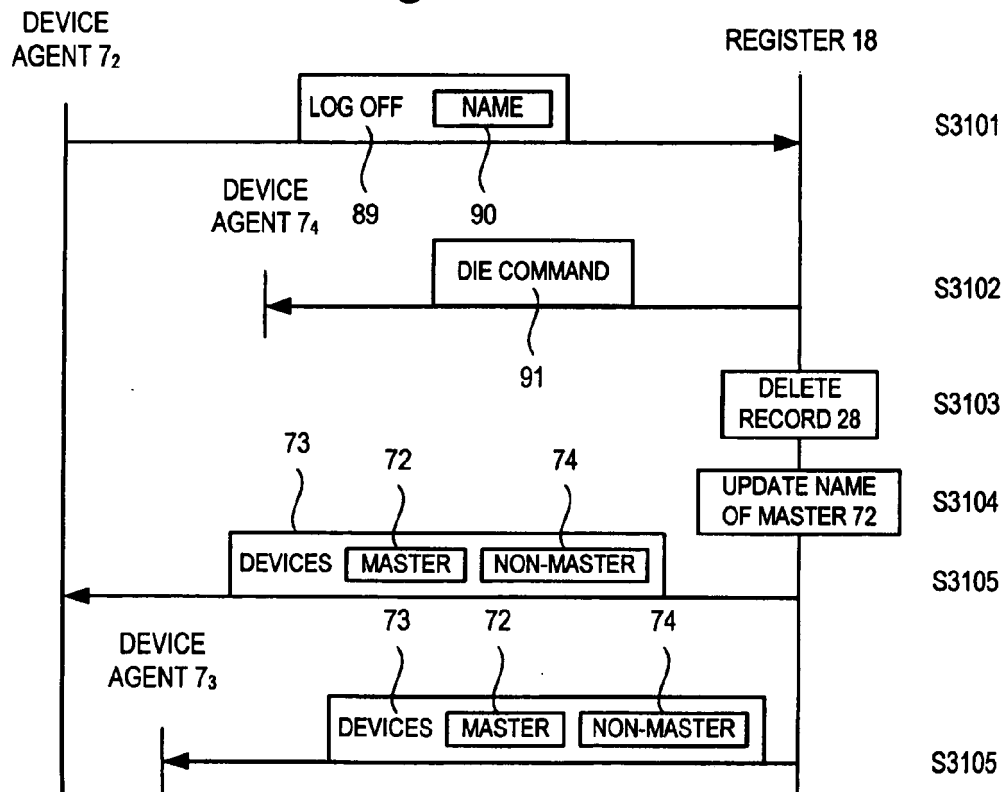 DEVICE
AGENT 7₂
REGISTER 18
LOG OFF NAME
S3101
DEVICE
AGENT 7₄
89 90
DIE COMMAND
S3102
91
DELETE
RECORD 28
S3103
73 72 74
UPDATE NAME
OF MASTER 72
S3104
DEVICES MASTER NON-MASTER
S3105
DEVICE
AGENT 7₃
73 72 74
DEVICES MASTER NON-MASTER
S3105